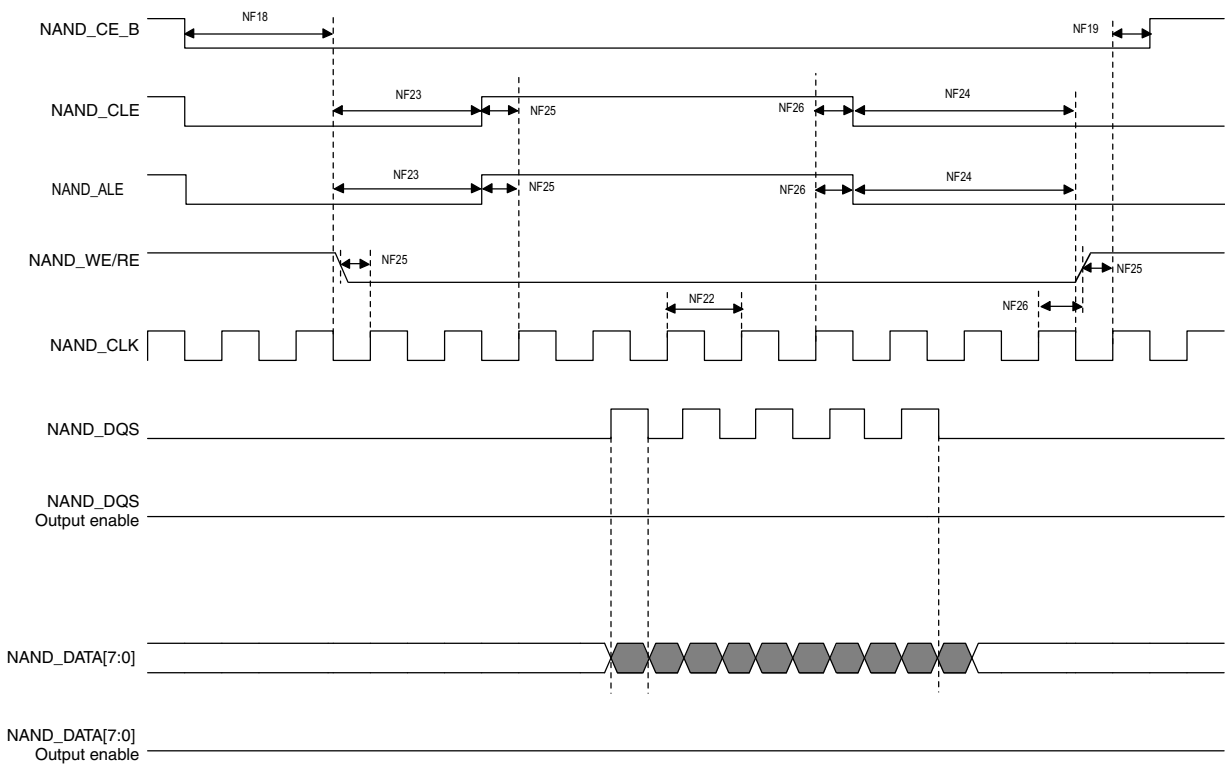 NAND_CE_B
NF18
NF19
NAND_CLE
NF23
NF25
NF26
NF24
NAND_ALE
NF23
NF25
NF26
NF24
NAND_WE/RE
NF25
NF25
NF22
NF26
NAND_CLK
NAND_DQS
NAND_DQS
Output enable
NAND_DATA[7:0]
NAND_DATA[7:0]
Output enable